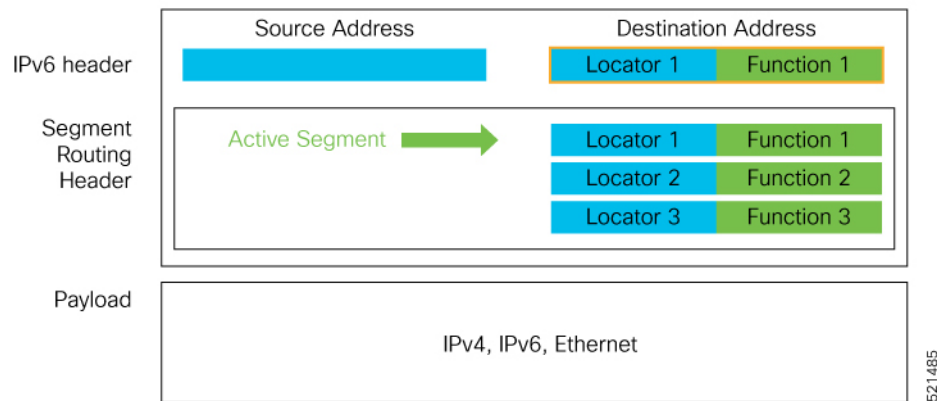 Source Address
Destination Address
IPv6 header
Locator 1
Function 1
Segment
Routing
Header
Active Segment
Locator 1
Function 1
Locator 2
Function 2
Locator 3
Function 3
Payload
IPv4, IPv6, Ethernet
521485